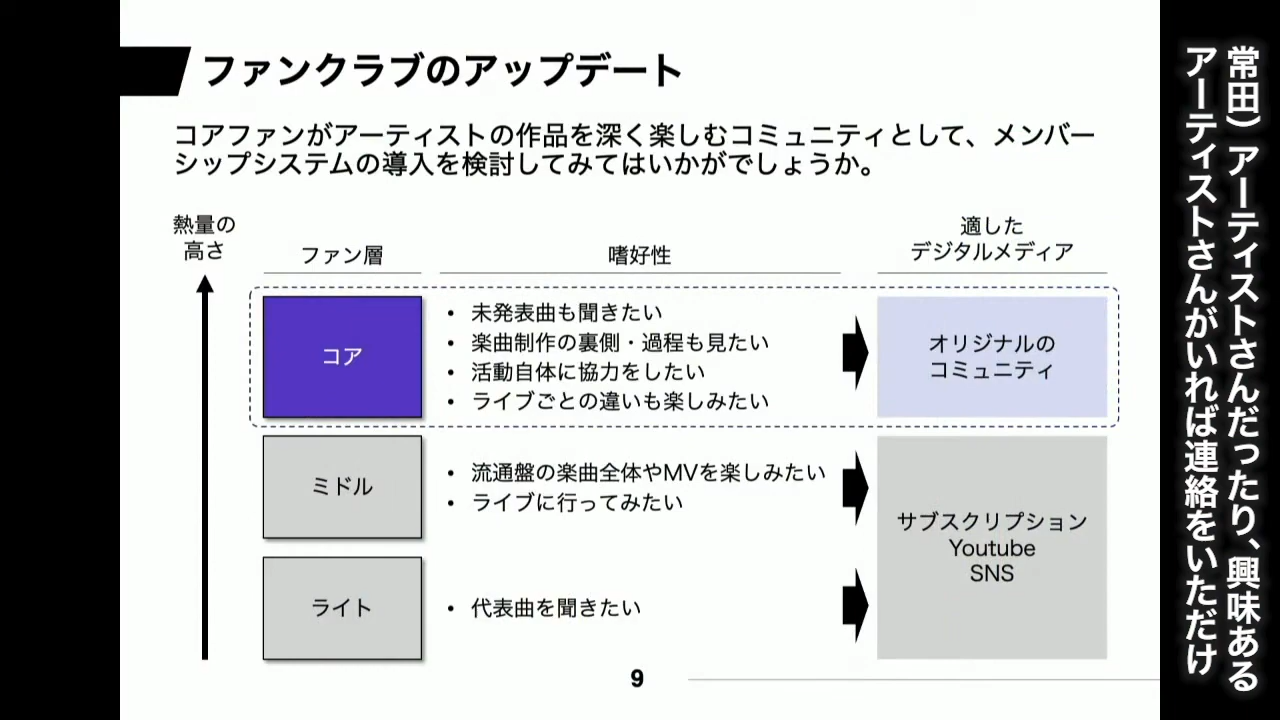 ファンクラブのアップデート
コアファンがアーティストの作品を深く楽しむコミュニティとして、メンバー
シップシステムの導入を検討してみてはいかがでしょうか。
熱量の
高さ
ファン層
嗜好性
適した
デジタルメディア
コア
• 未発表曲も聞きたい
• 楽曲制作の裏側・過程も見たい
• 活動自体に協力をしたい
• ライブごとの違いも楽しみたい
オリジナルの
コミュニティ
ミドル
• 流通盤の楽曲全体やMVを楽しみたい
• ライブに行ってみたい
サブスクリプション
Youtube
SNS
ライト
• 代表曲を聞きたい
9
常田）アーティストさんだったり、興味ある
アーティストさんがいれば連絡をいただけ